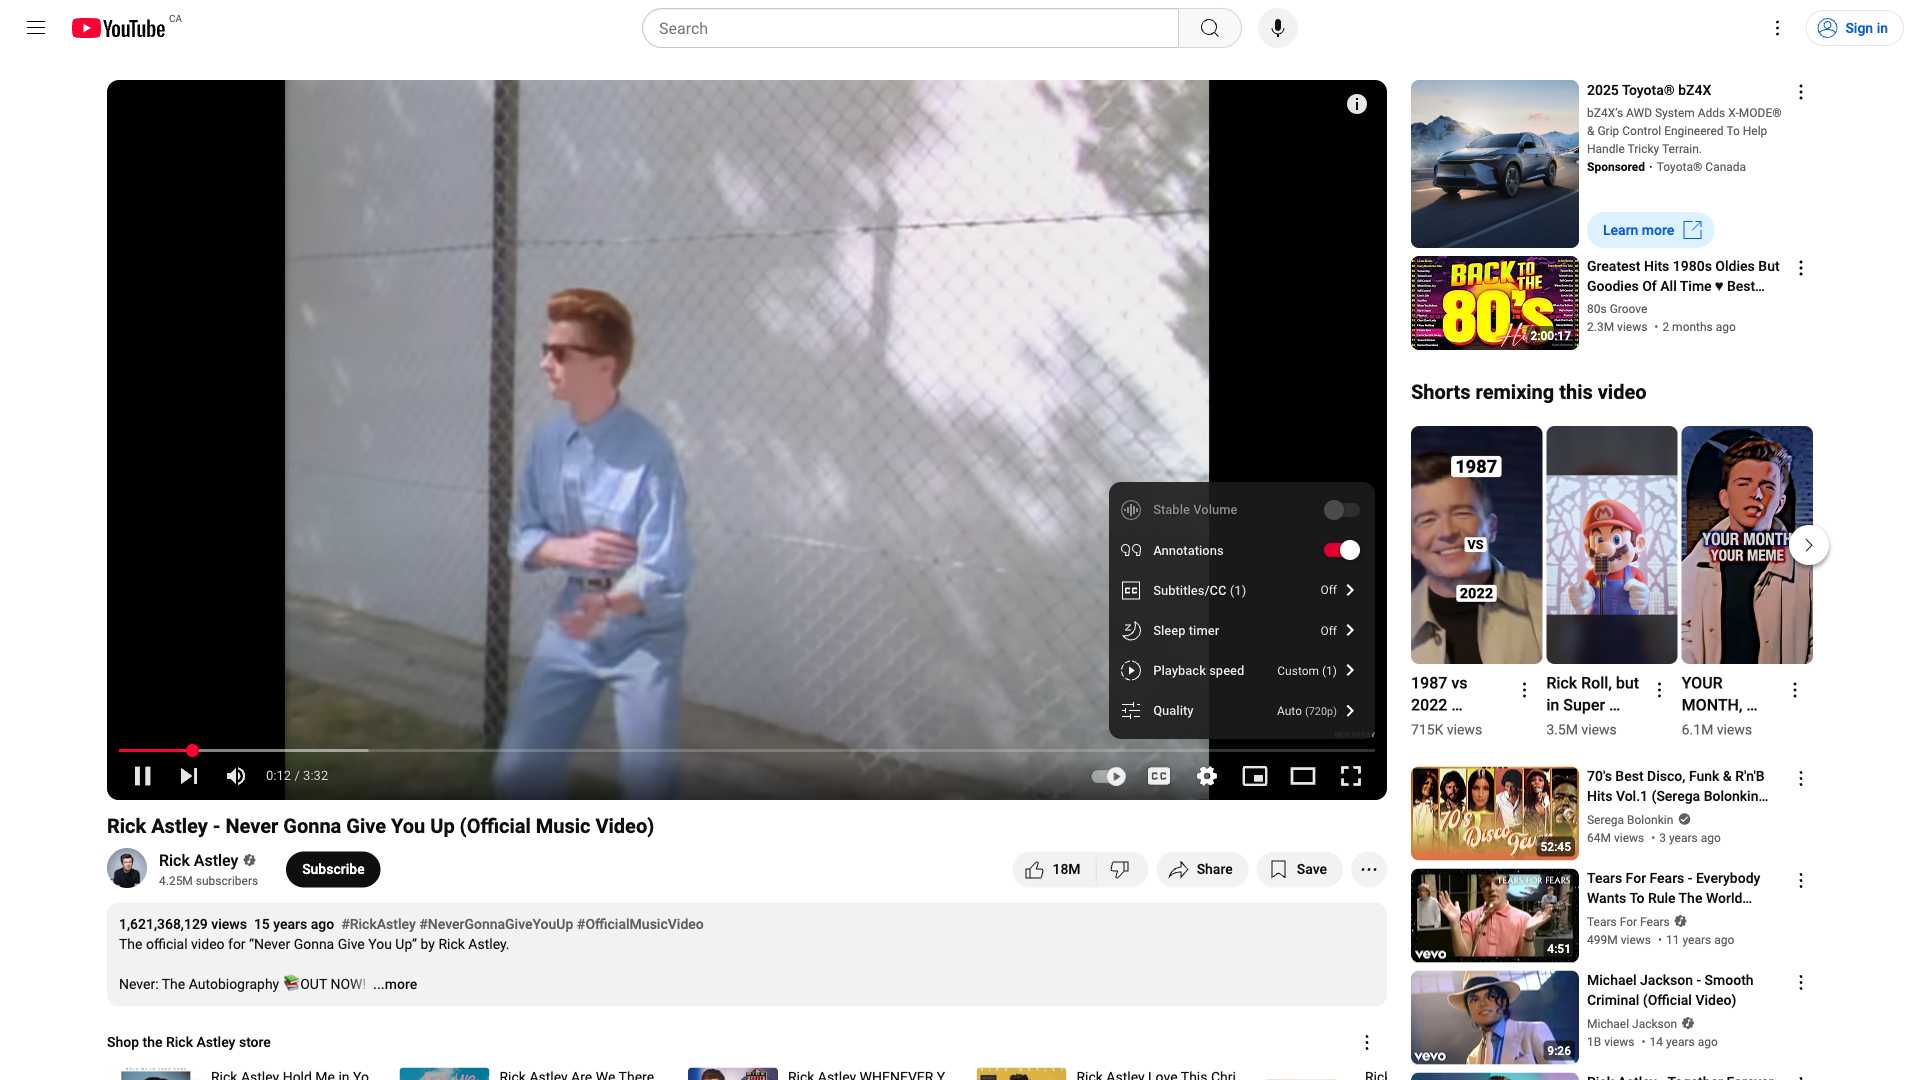 YouTube CA
Search
Sign in
Stable Volume
Annotations
Subtitles/CC (1) Off
Sleep timer Off
Playback speed Custom (1)
Quality Auto (720p)
0:12 / 3:32
CC
Rick Astley - Never Gonna Give You Up (Official Music Video)
Rick Astley
4.25M subscribers
Subscribe
18M
Share
Save
1,621,368,129 views 15 years ago #RickAstley #NeverGonnaGiveYouUp #OfficialMusicVideo
The official video for “Never Gonna Give You Up” by Rick Astley.
Never: The Autobiography 📚OUT NOW! ...more
Shop the Rick Astley store
Rick Astley Hold Me in Yo
Rick Astley Are We There
Rick Astley WHENEVER Y
Rick Astley Love This Chri
Rick
2025 Toyota® bZ4X
bZ4X’s AWD System Adds X-MODE®
& Grip Control Engineered To Help
Handle Tricky Terrain.
Sponsored · Toyota® Canada
Learn more
BACK TO
THE
80's
Hits
2:00:17
Greatest Hits 1980s Oldies But
Goodies Of All Time ♥ Best...
80s Groove
2.3M views • 2 months ago
Shorts remixing this video
1987
VS
2022
YOUR MONTH
YOUR MEME
1987 vs
2022 ...
715K views
Rick Roll, but
in Super ...
3.5M views
YOUR
MONTH, ...
6.1M views
70's
Disco
52:45
70's Best Disco, Funk & R'n'B
Hits Vol.1 (Serega Bolonkin...
Serega Bolonkin
64M views • 3 years ago
TEARS FOR FEARS
vevo
4:51
Tears For Fears - Everybody
Wants To Rule The World...
Tears For Fears
499M views • 11 years ago
vevo
9:26
Michael Jackson - Smooth
Criminal (Official Video)
Michael Jackson
1B views • 14 years ago
Rick Astley - Together Forever